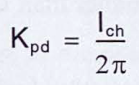 K_pd = I_ch / 2π